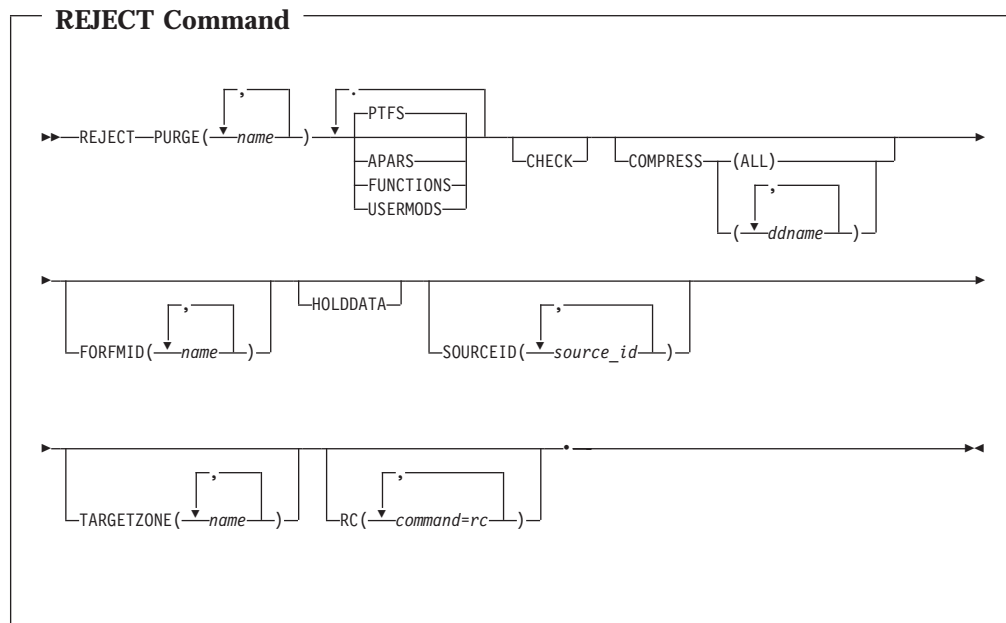 REJECT Command
, .
REJECT PURGE( name ) PTFS
APARS
FUNCTIONS
USERMODS
CHECK
COMPRESS (ALL)
,
( ddname )
, ,
FORFMID( name ) HOLDDATA SOURCEID( source_id )
, ,
TARGETZONE( name ) RC( command=rc ) .